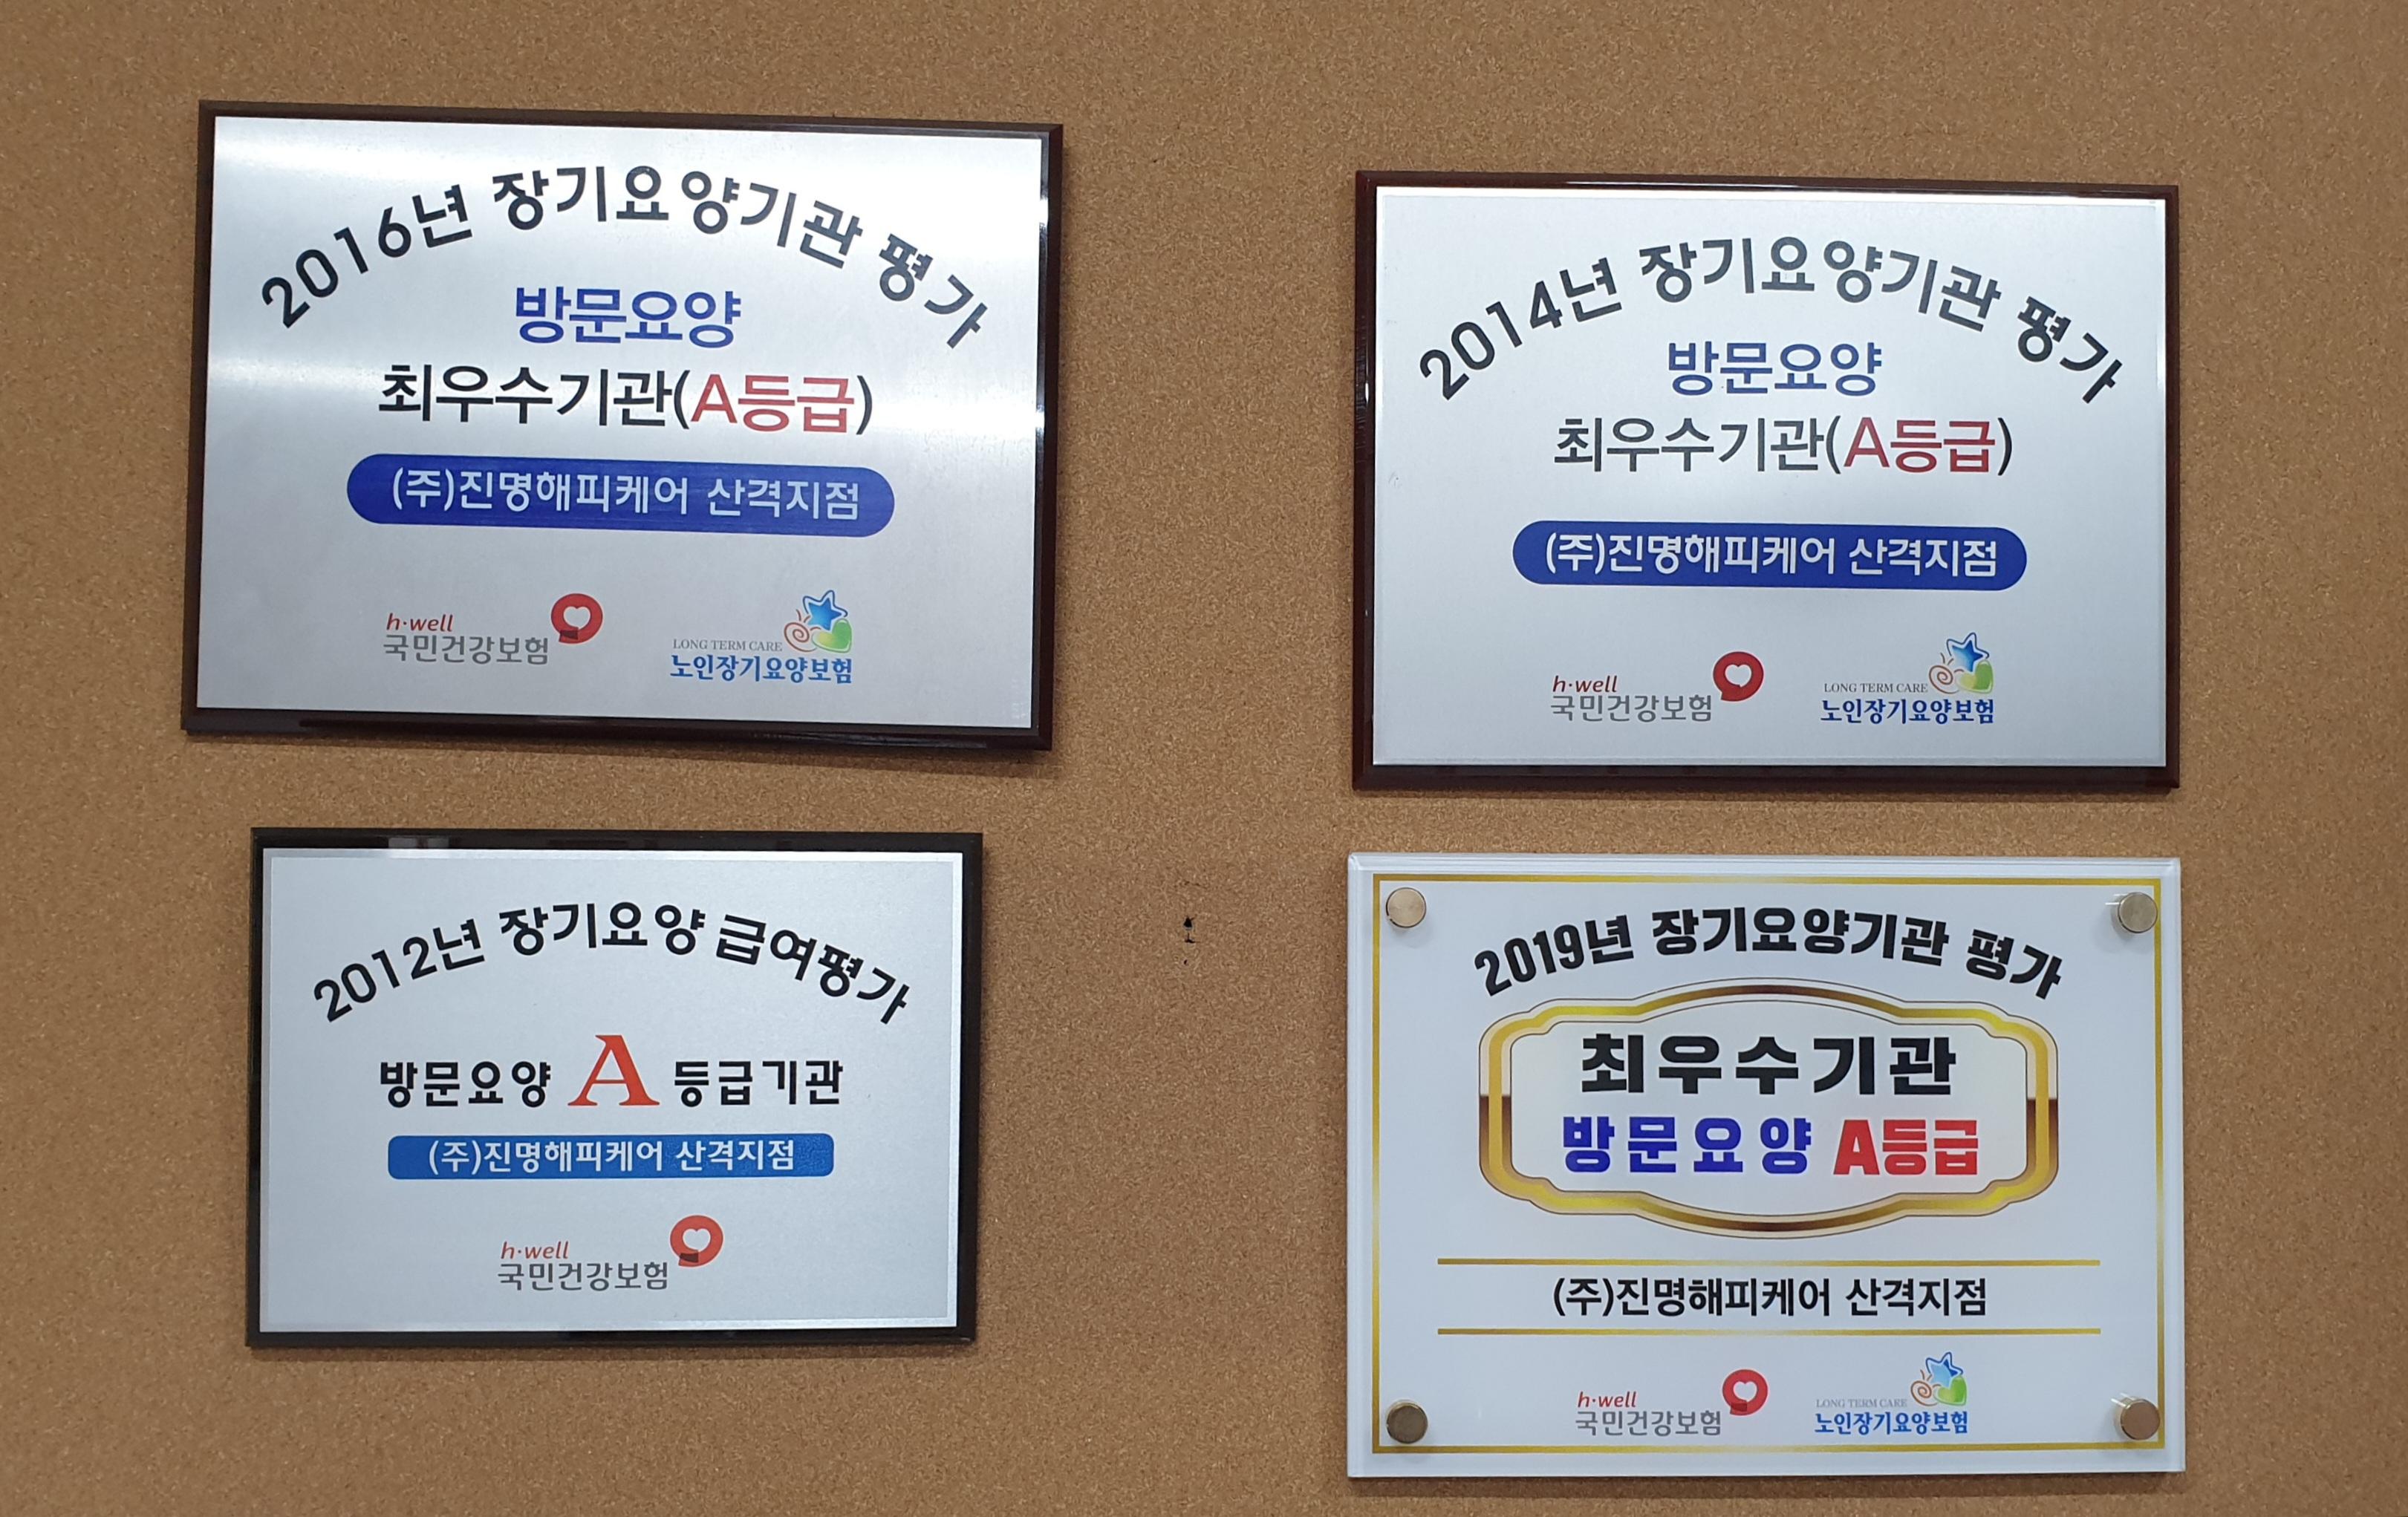 2016년 장기요양기관 평가
방문요양
최우수기관(A등급)
(주)진명해피케어 산격지점
h·well
국민건강보험
LONG TERM CARE
노인장기요양보험
2014년 장기요양기관 평가
방문요양
최우수기관(A등급)
(주)진명해피케어 산격지점
h·well
국민건강보험
LONG TERM CARE
노인장기요양보험
2012년 장기요양 급여평가
방문요양 A 등급기관
(주)진명해피케어 산격지점
h·well
국민건강보험
2019년 장기요양기관 평가
최우수기관
방문요양 A등급
(주)진명해피케어 산격지점
h·well
국민건강보험
LONG TERM CARE
노인장기요양보험